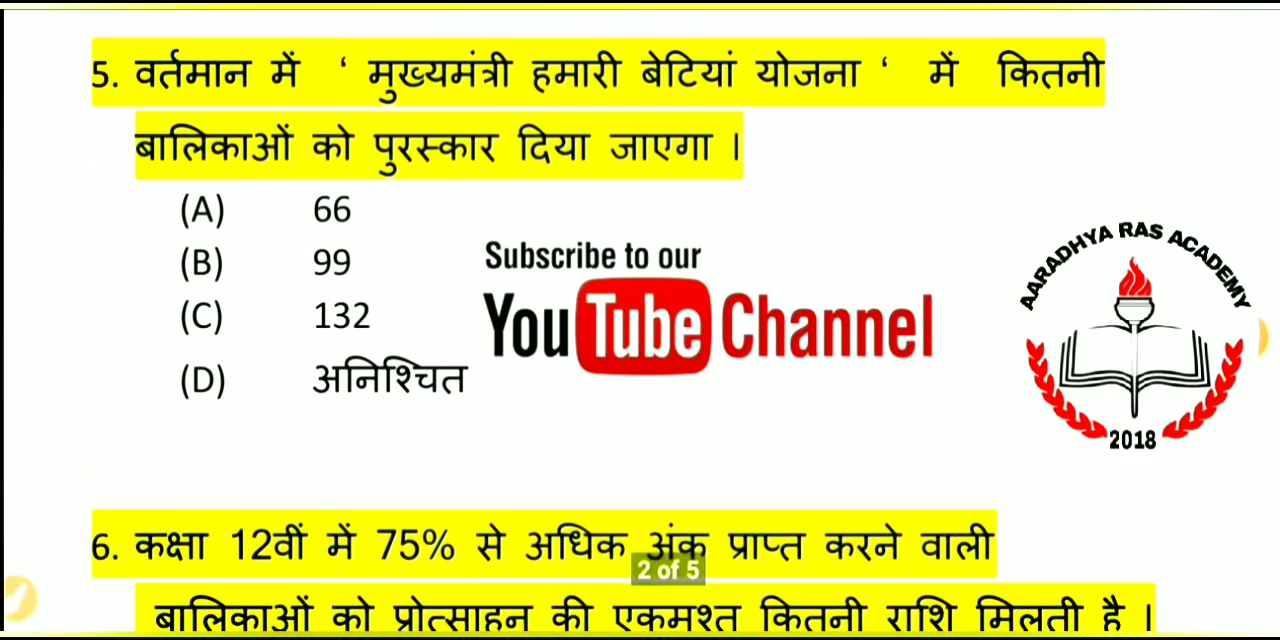 5. वर्तमान में ‘ मुख्यमंत्री हमारी बेटियां योजना ‘ में कितनी
बालिकाओं को पुरस्कार दिया जाएगा ।
(A) 66
(B) 99
(C) 132
(D) अनिश्चित
Subscribe to our
YouTube Channel
AARADHYA RAS ACADEMY
2018
6. कक्षा 12वीं में 75% से अधिक अंक प्राप्त करने वाली
2 of 5
बालिकाओं को प्रोत्साहन की एकमश्त कितनी राशि मिलती है ।